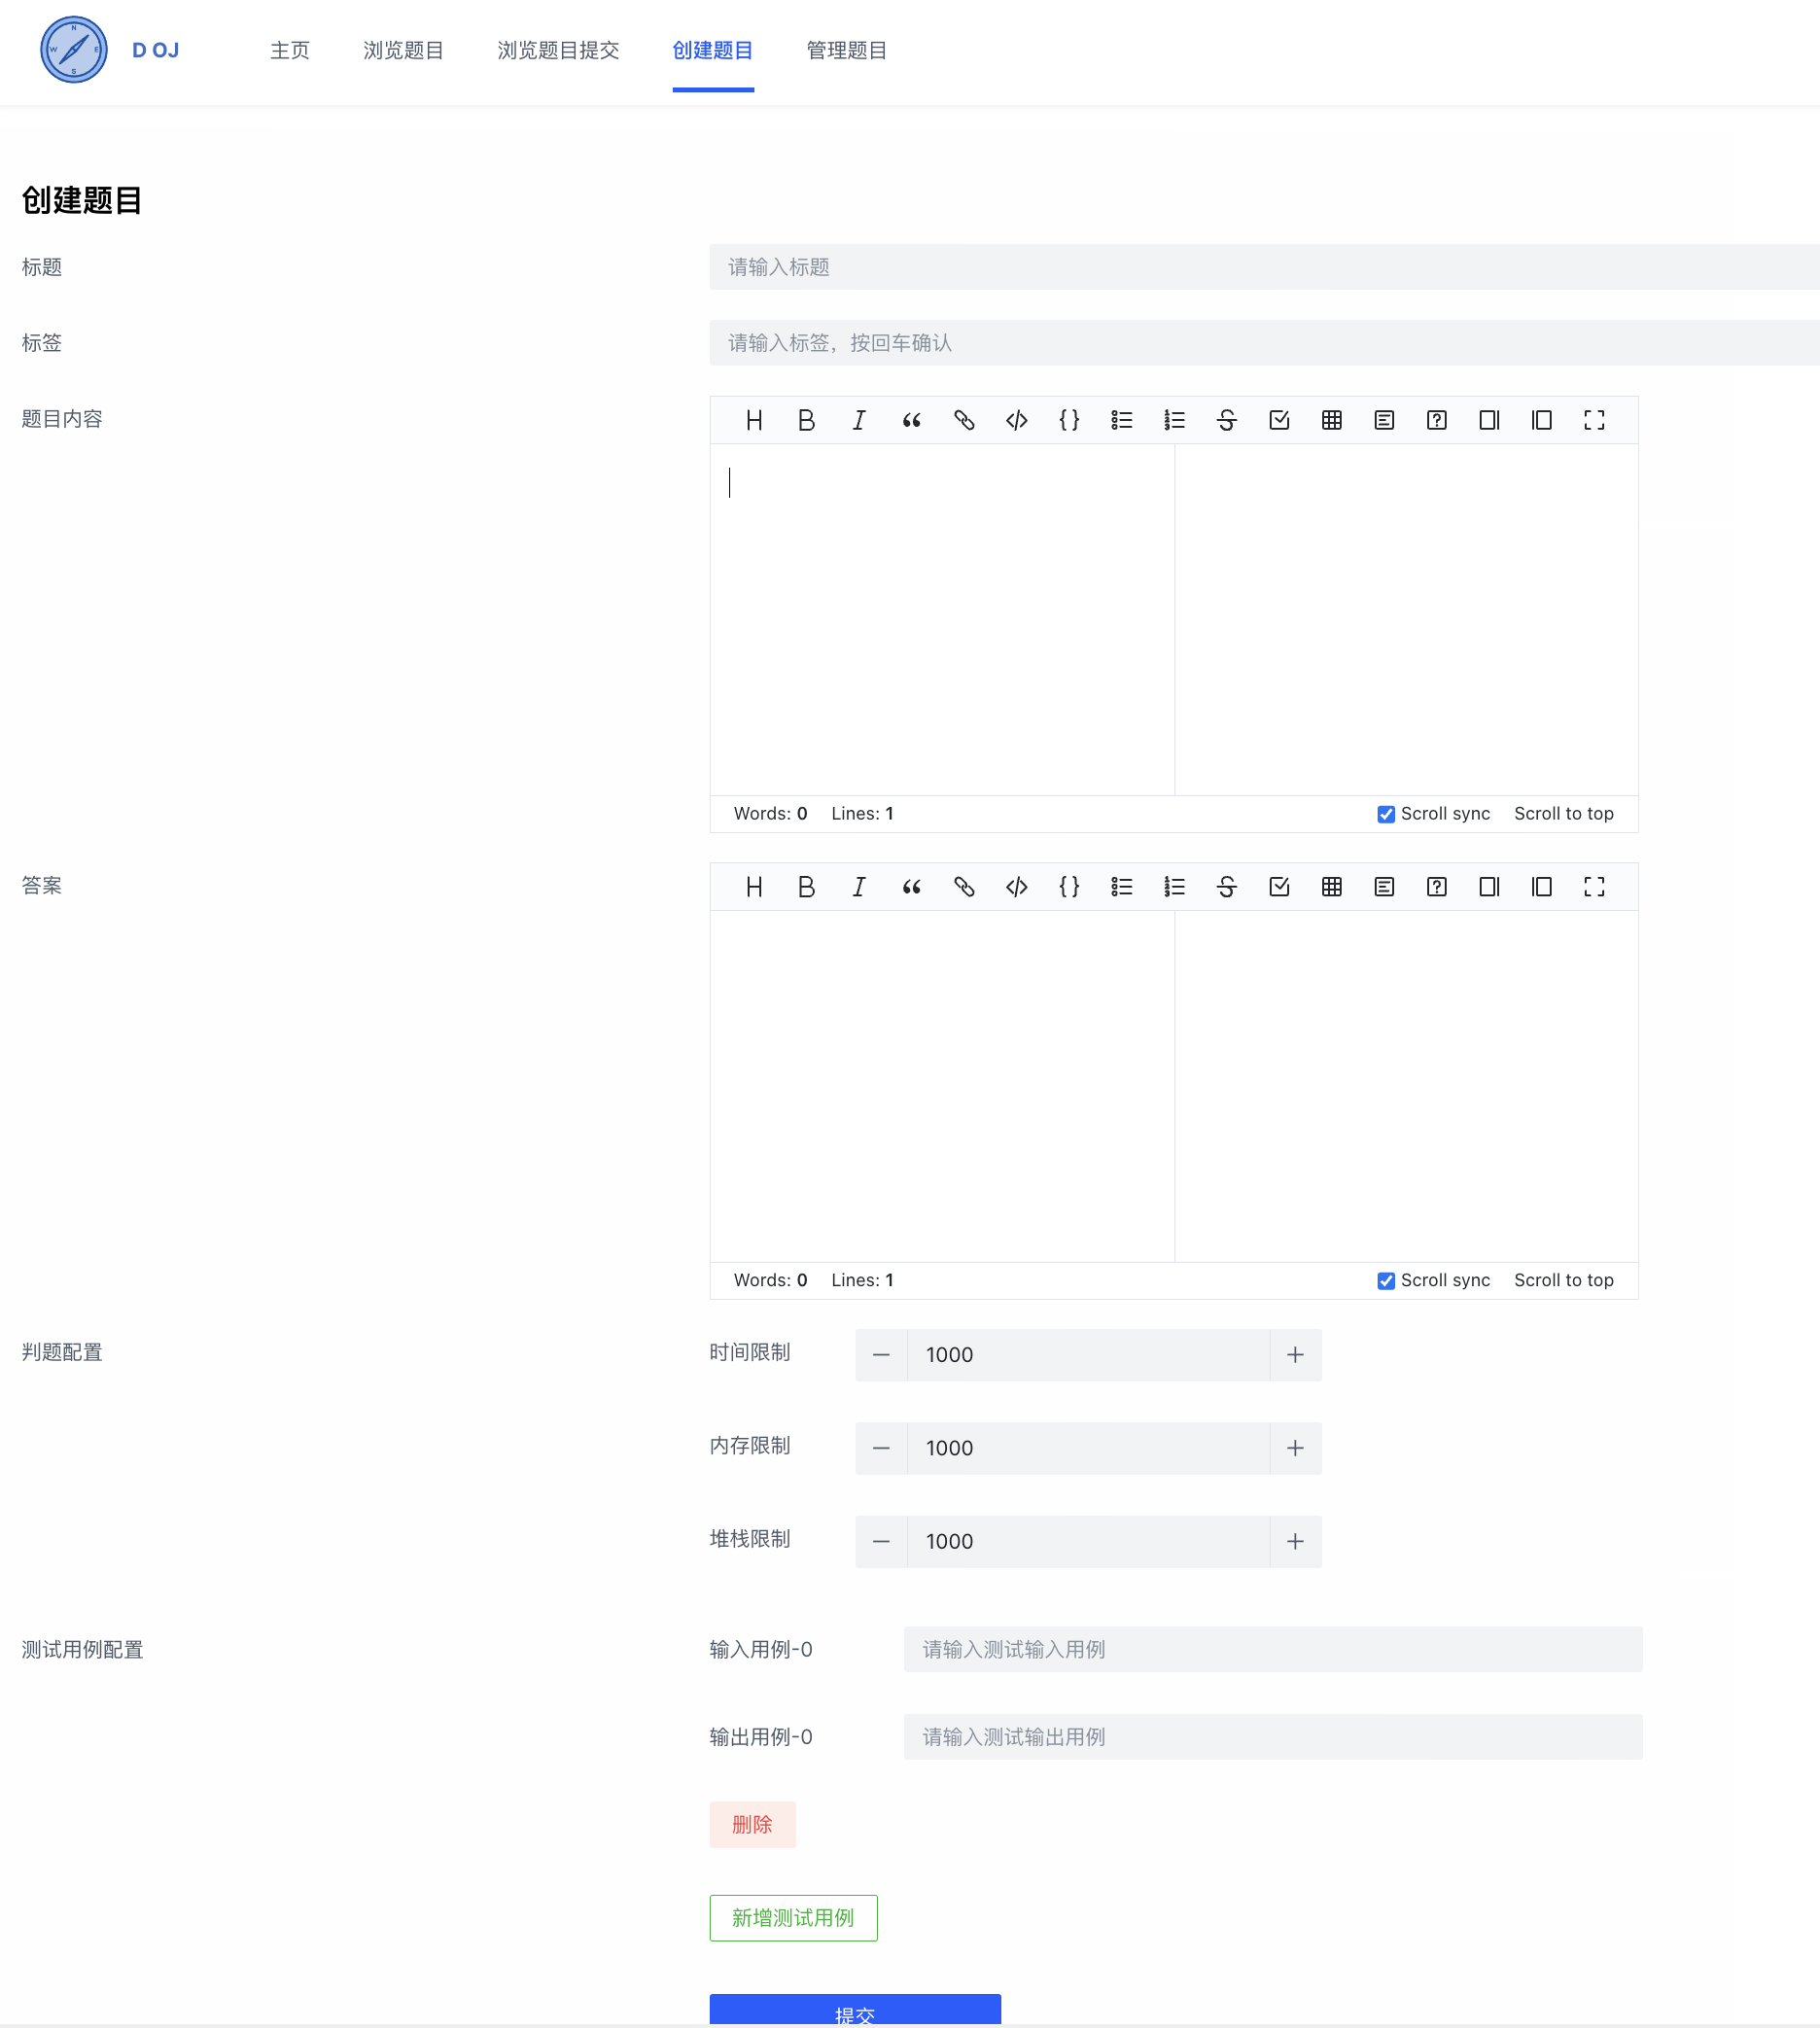 D OJ 主页 浏览题目 浏览题目提交 创建题目 管理题目
创建题目
标题 请输入标题
标签 请输入标签，按回车确认
题目内容
Words: 0 Lines: 1 Scroll sync Scroll to top
答案
Words: 0 Lines: 1 Scroll sync Scroll to top
判题配置 时间限制 1000
内存限制 1000
堆栈限制 1000
测试用例配置 输入用例-0 请输入测试输入用例
输出用例-0 请输入测试输出用例
删除
新增测试用例
提交